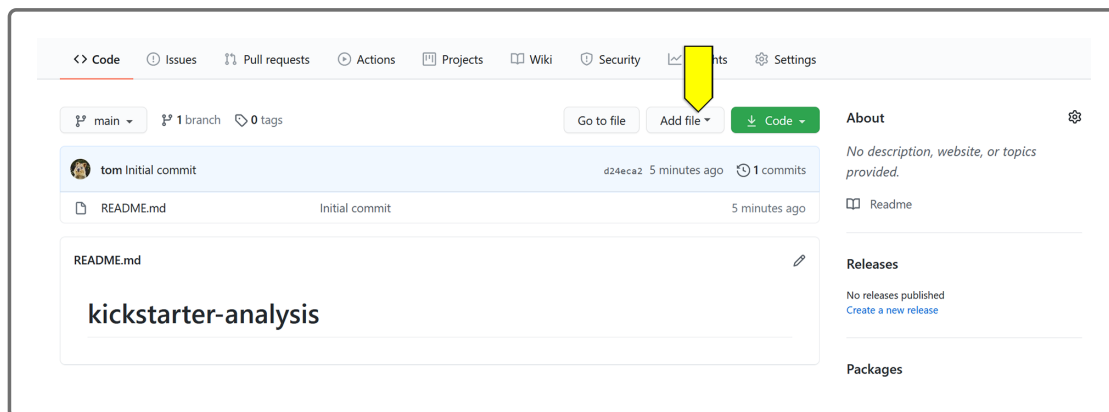 Code Issues Pull requests Actions Projects Wiki Security Settings
main 1 branch 0 tags Go to file Add file Code
tom Initial commit d24eca2 5 minutes ago 1 commits
README.md Initial commit 5 minutes ago
README.md
kickstarter-analysis
About
No description, website, or topics
provided.
Readme
Releases
No releases published
Create a new release
Packages